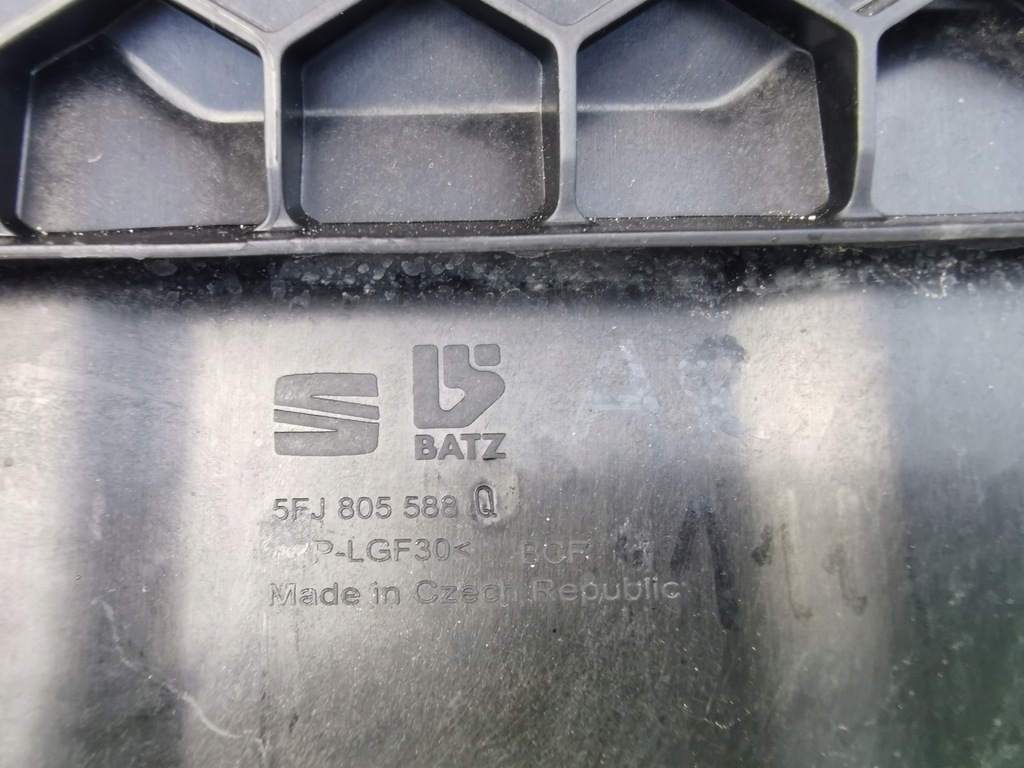 BATZ
5FJ 805 588 Q
P-LGF30<
Made in Czech Republic